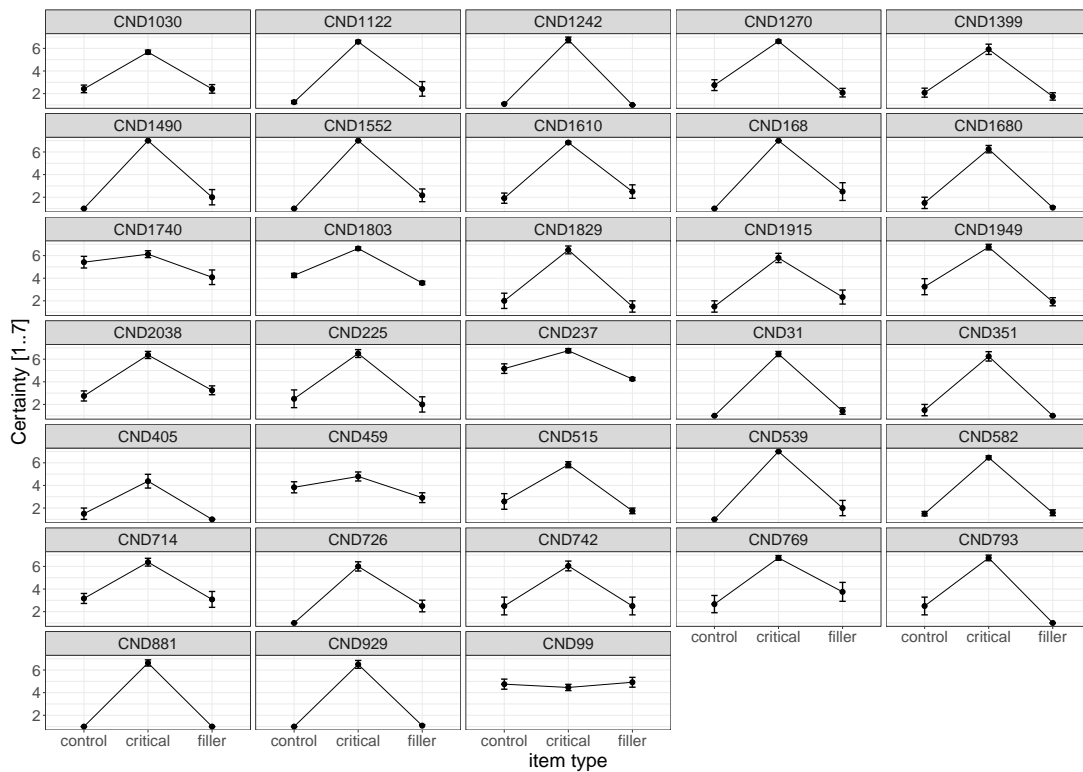 CND1030 CND1122 CND1242 CND1270 CND1399
6
4
2
CND1490 CND1552 CND1610 CND168 CND1680
6
4
2
CND1740 CND1803 CND1829 CND1915 CND1949
6
4
2
CND2038 CND225 CND237 CND31 CND351
6
4
2
CND405 CND459 CND515 CND539 CND582
6
4
2
CND714 CND726 CND742 CND769 CND793
6
4
2
control critical filler control critical filler
CND881 CND929 CND99
6
4
2
control critical filler control critical filler control critical filler
item type
Certainty [1..7]